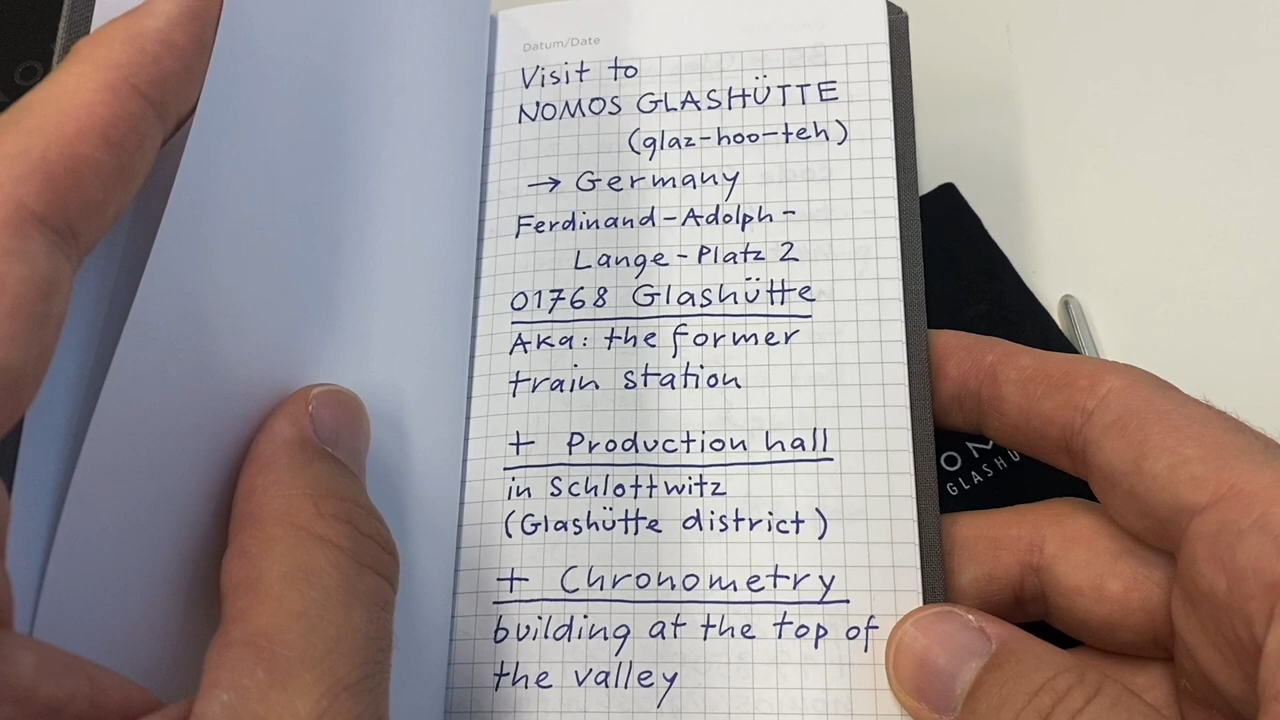 Datum/Date
Visit to
NOMOS GLASHÜTTE
(glaz-hoo-teh)
→ Germany
Ferdinand-Adolph-
Lange-Platz 2
01768 Glashütte
Aka: the former
train station
+ Production hall
in Schlottwitz
(Glashütte district)
+ Chronometry
building at the top of
the valley